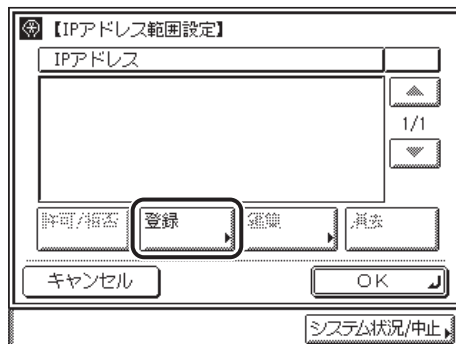 【IPアドレス範囲設定】
IPアドレス
1/1
許可/拒否 登録 編集 消去
キャンセル OK
システム状況/中止